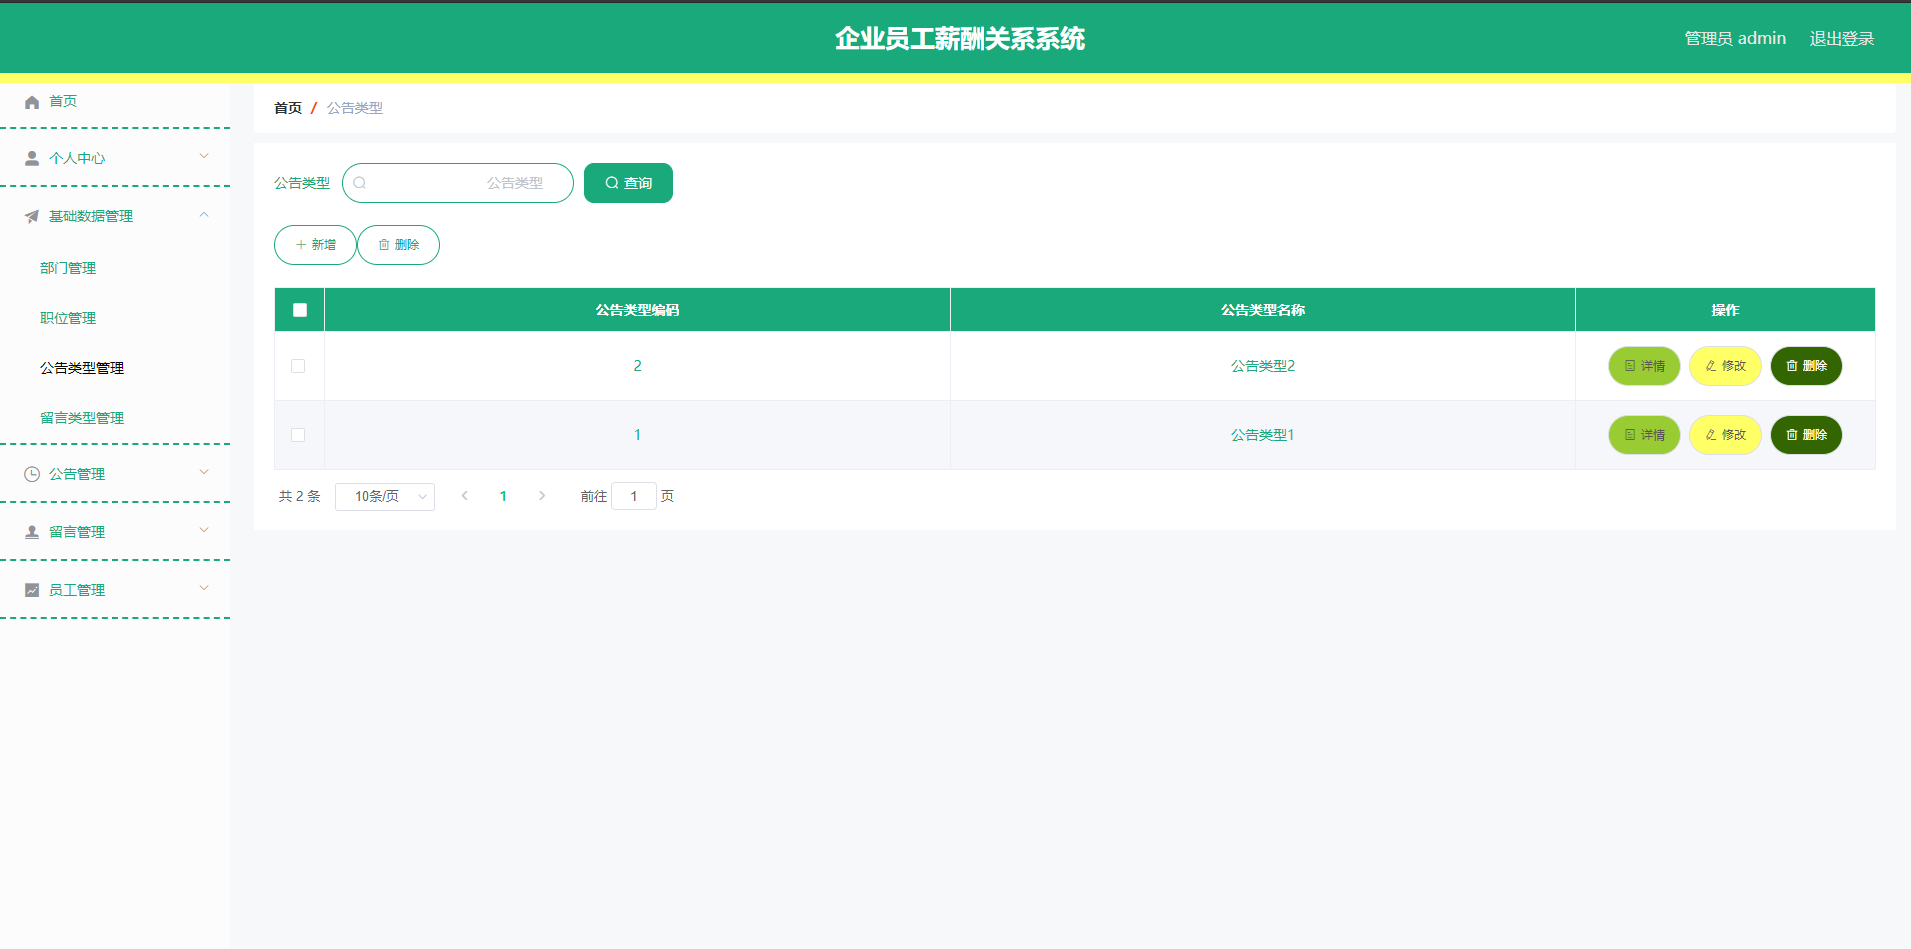 企业员工薪酬关系系统
管理员 admin 退出登录
首页
个人中心
基础数据管理
部门管理
职位管理
公告类型管理
留言类型管理
公告管理
留言管理
员工管理
首页 / 公告类型
公告类型 公告类型 查询
新增 删除
公告类型编码 公告类型名称 操作
2 公告类型2 详情 修改 删除
1 公告类型1 详情 修改 删除
共 2 条 10条/页 1 前往 1 页